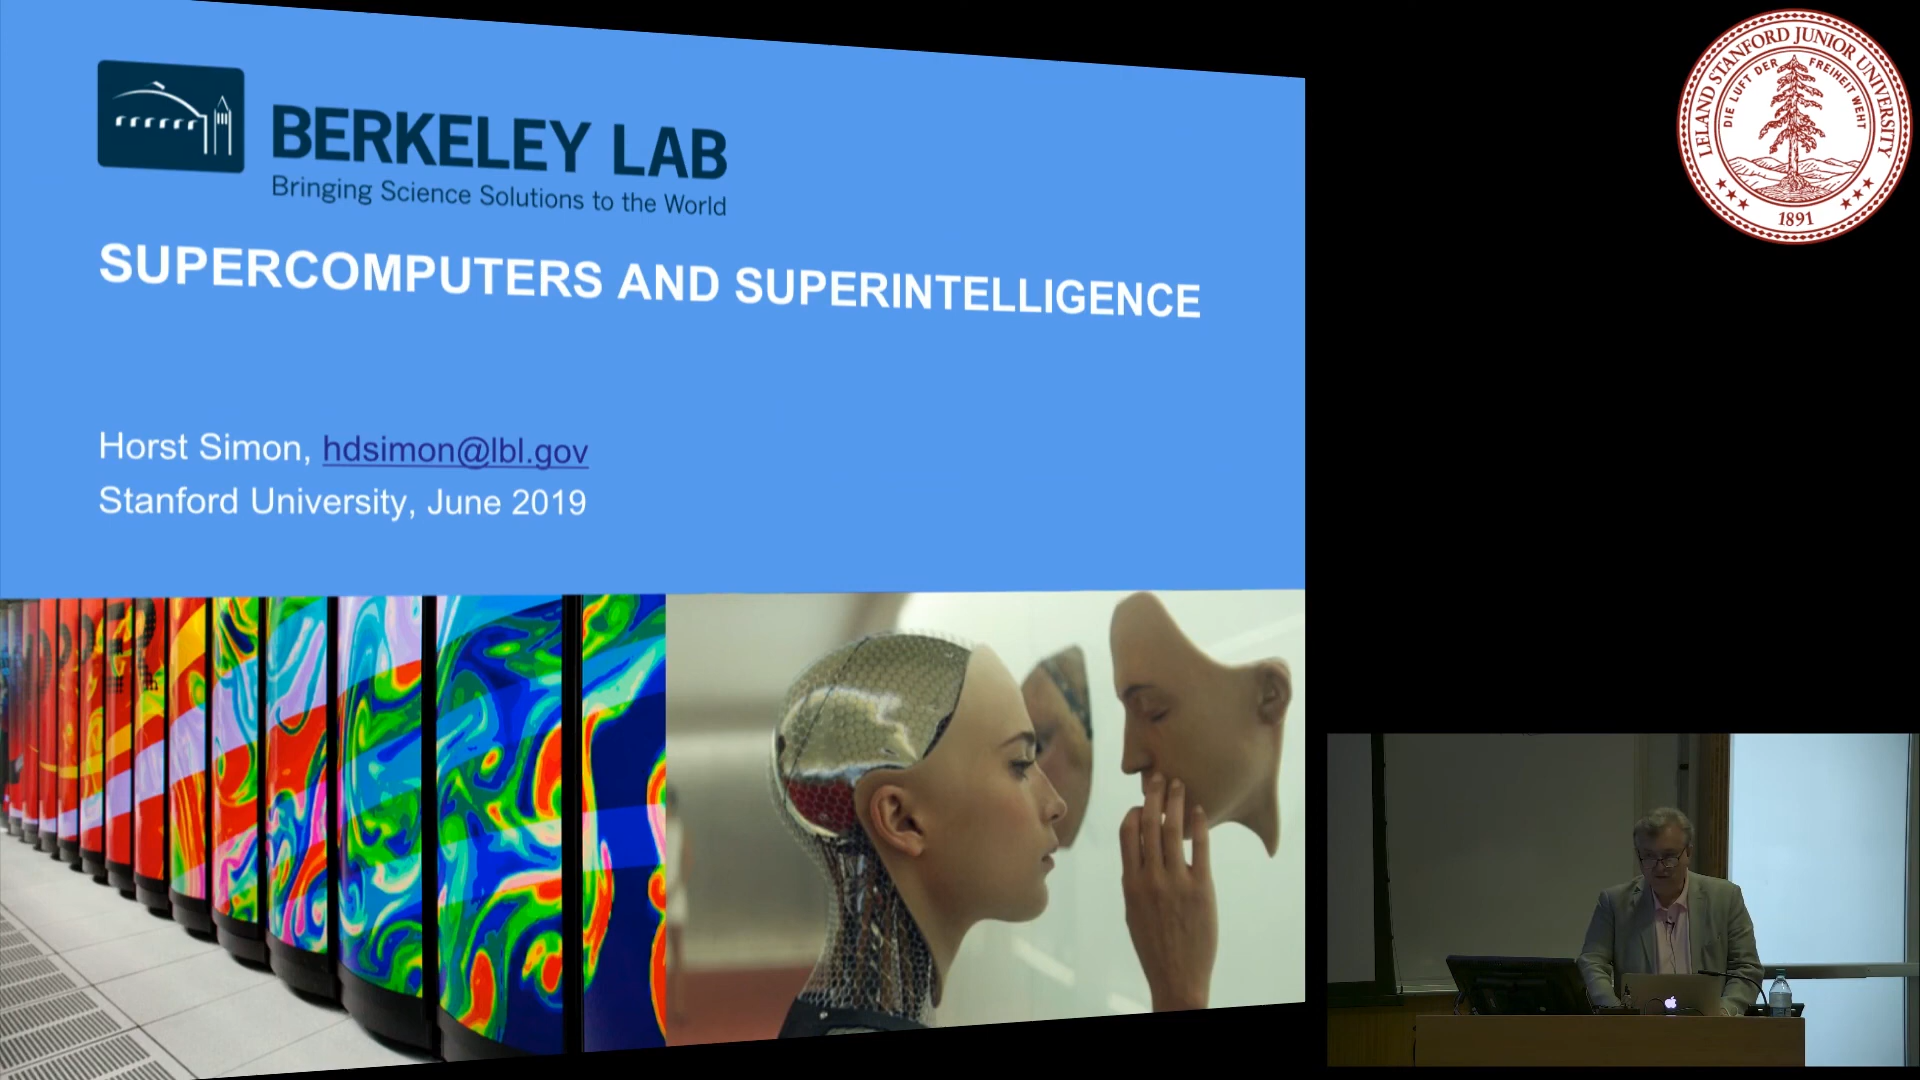 BERKELEY LAB
Bringing Science Solutions to the World
SUPERCOMPUTERS AND SUPERINTELLIGENCE
Horst Simon, hdsimon@lbl.gov
Stanford University, June 2019
LELAND STANFORD JUNIOR UNIVERSITY
DIE LUFT DER FREIHEIT WEHT
1891